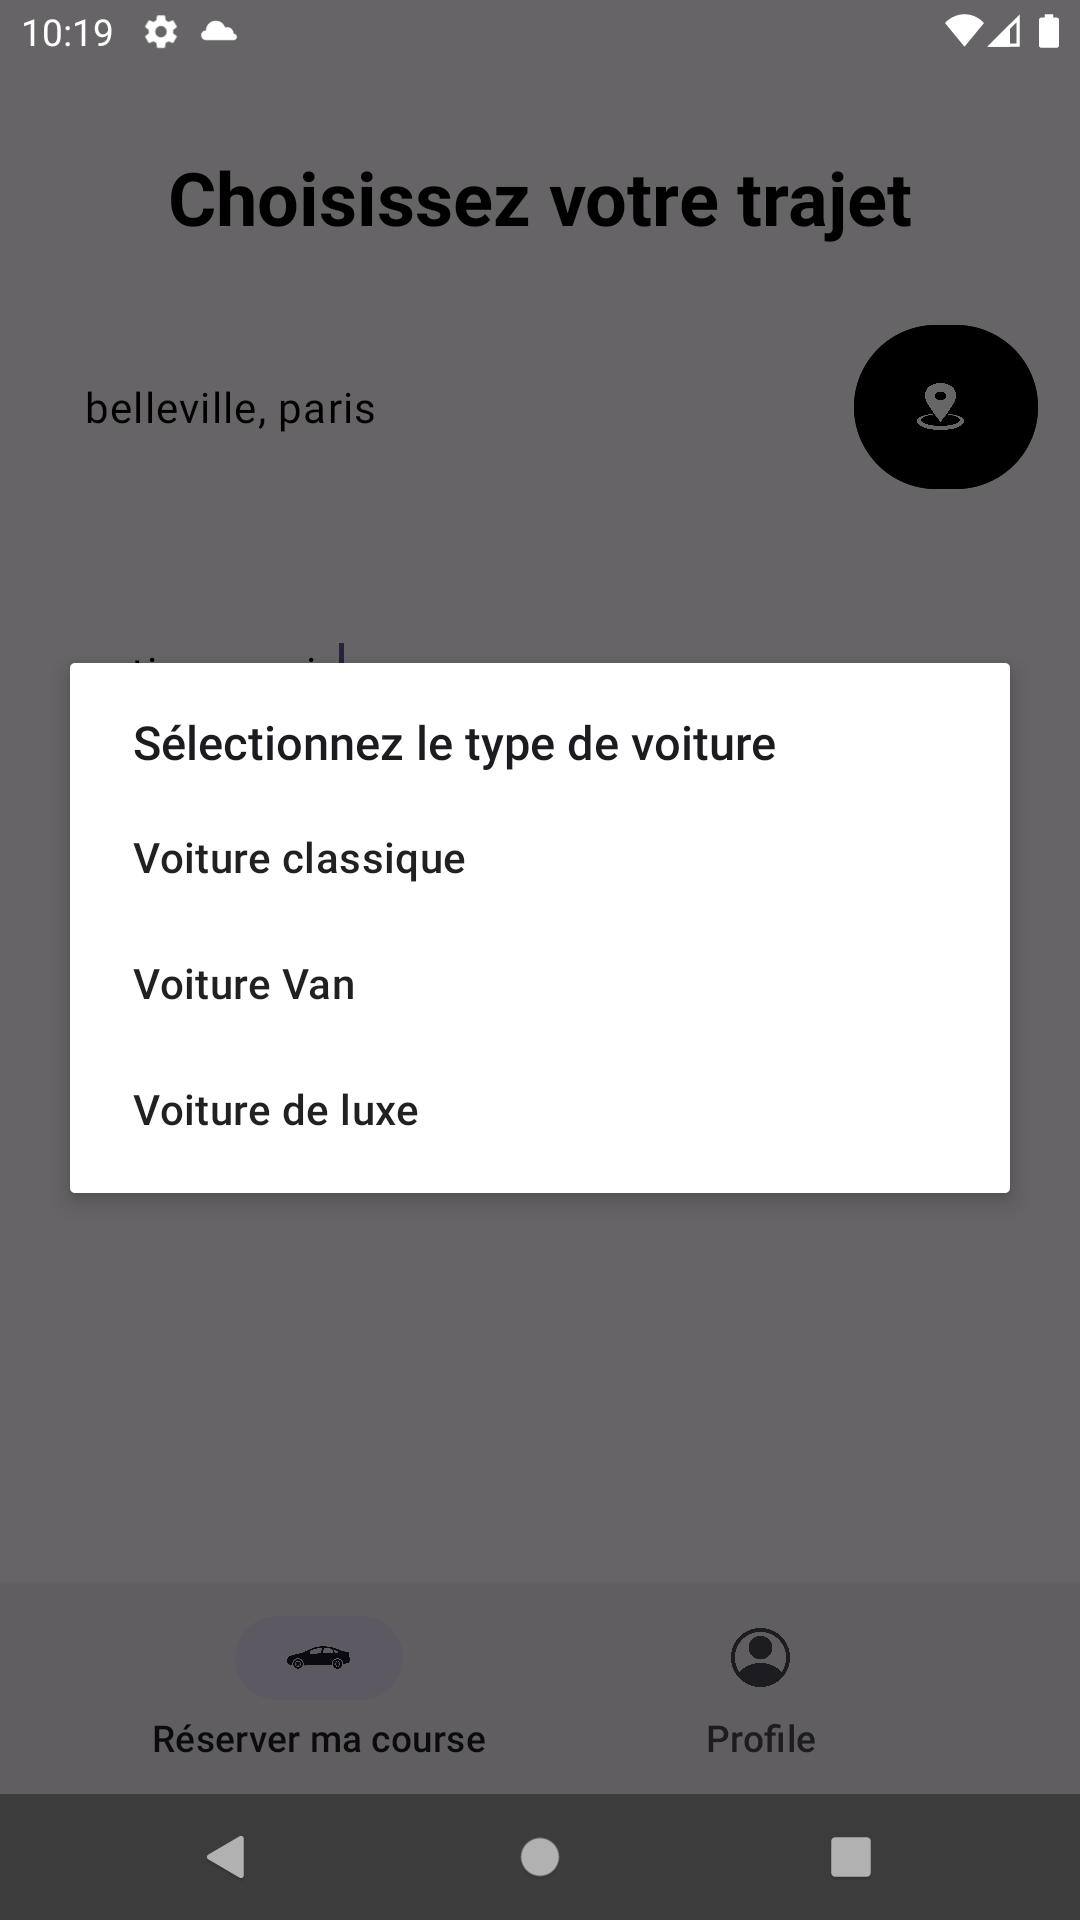 10:19
Choisissez votre trajet
belleville, paris
Sélectionnez le type de voiture
Voiture classique
Voiture Van
Voiture de luxe
Réserver ma course
Profile